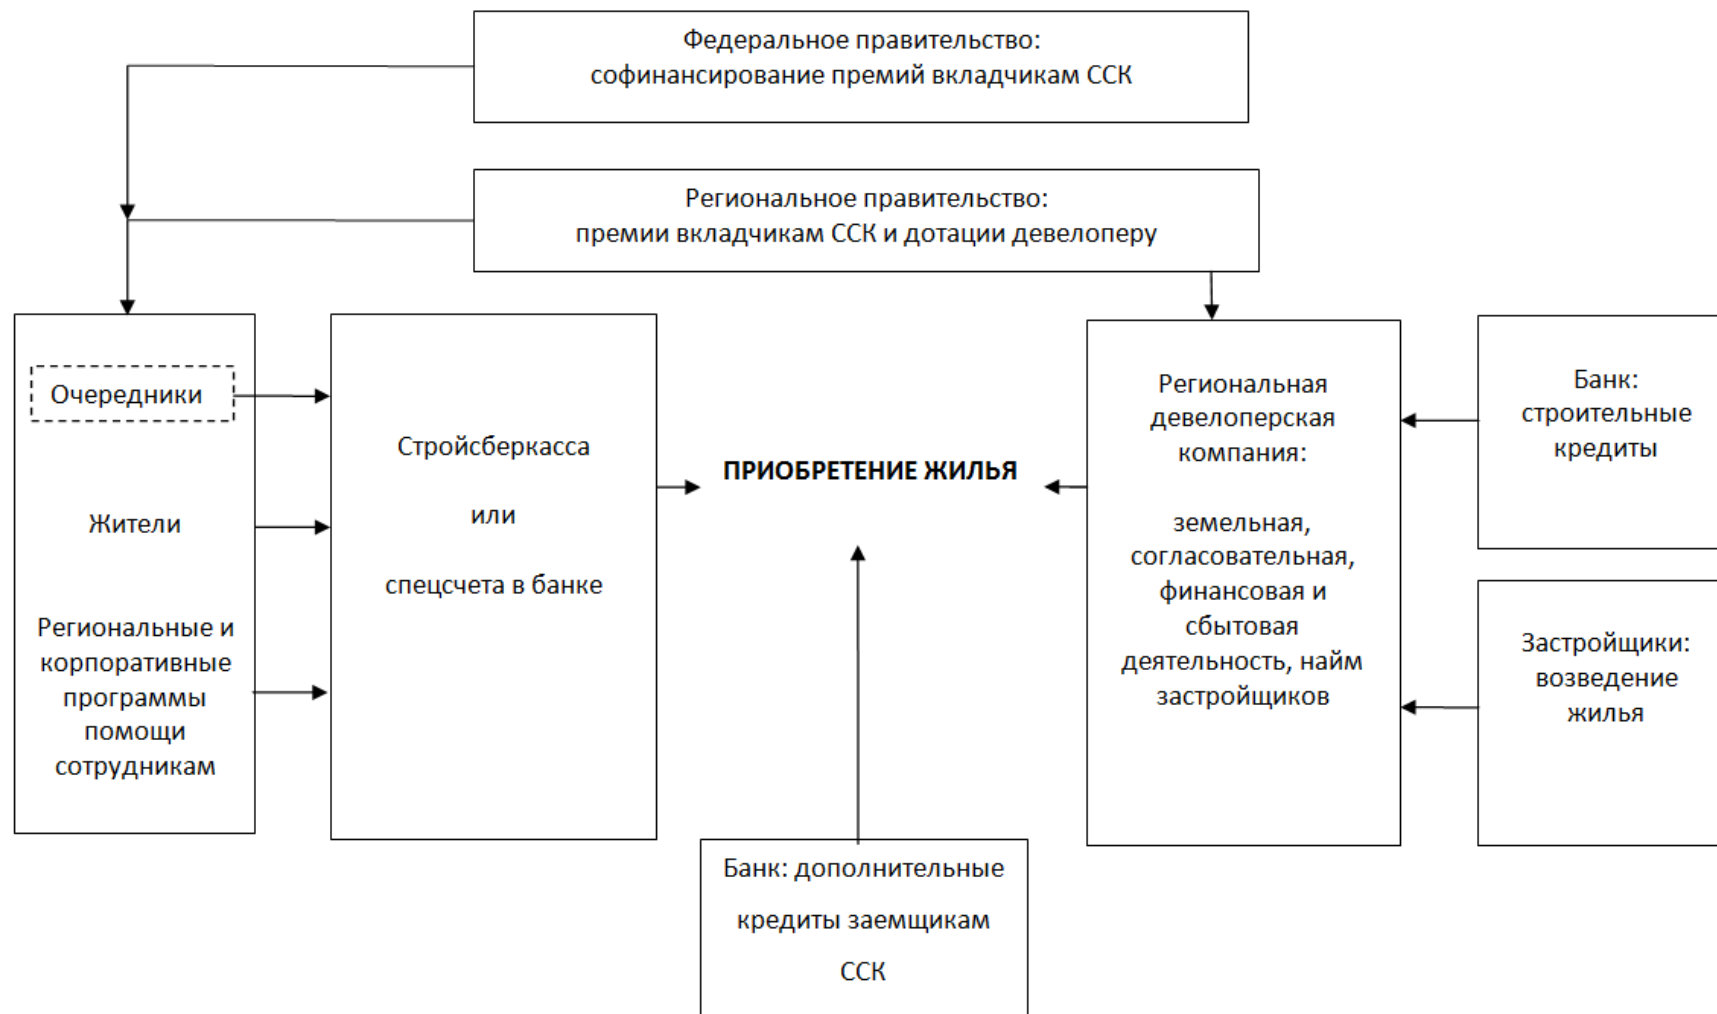 Федеральное правительство:
софинансирование премий вкладчикам ССК
Региональное правительство:
премии вкладчикам ССК и дотации девелоперу
Очередники
Жители
Региональные и
корпоративные
программы
помощи
сотрудникам
Стройсберкасса
или
спецсчета в банке
ПРИОБРЕТЕНИЕ ЖИЛЬЯ
Региональная
девелоперская
компания:
земельная,
согласовательная,
финансовая и
сбытовая
деятельность, найм
застройщиков
Банк:
строительные
кредиты
Застройщики:
возведение
жилья
Банк: дополнительные
кредиты заемщикам
ССК